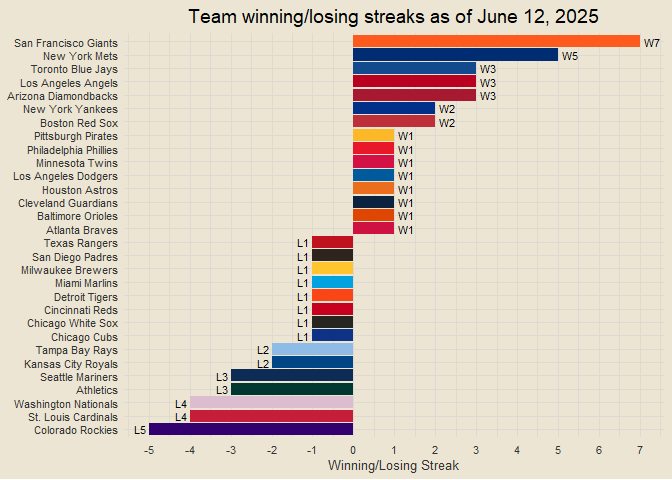 Team winning/losing streaks as of June 12, 2025
San Francisco Giants W7
New York Mets W5
Toronto Blue Jays W3
Los Angeles Angels W3
Arizona Diamondbacks W3
New York Yankees W2
Boston Red Sox W2
Pittsburgh Pirates W1
Philadelphia Phillies W1
Minnesota Twins W1
Los Angeles Dodgers W1
Houston Astros W1
Cleveland Guardians W1
Baltimore Orioles W1
Atlanta Braves W1
Texas Rangers L1
San Diego Padres L1
Milwaukee Brewers L1
Miami Marlins L1
Detroit Tigers L1
Cincinnati Reds L1
Chicago White Sox L1
Chicago Cubs L1
Tampa Bay Rays L2
Kansas City Royals L2
Seattle Mariners L3
Athletics L3
Washington Nationals L4
St. Louis Cardinals L4
Colorado Rockies L5
-5 -4 -3 -2 -1 0 1 2 3 4 5 6 7
Winning/Losing Streak